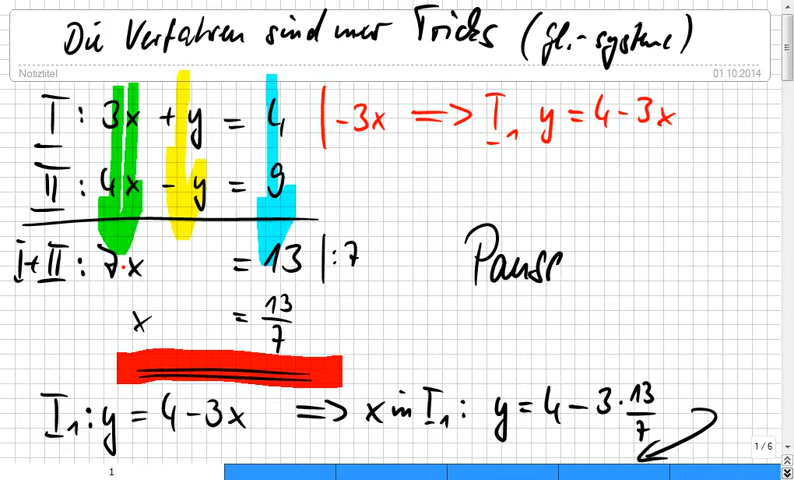 Die Verfahren sind nur Tricks (Gl.-systeme)
Notiztitel
01.10.2014
I: 3x + y = 4 | -3x => I₁ y = 4 - 3x
II: 4x - y = 9
I+II: 7·x = 13 | :7
Pause
x = 13/7
I₁: y = 4 - 3x => x in I₁: y = 4 - 3 · 13/7
1 / 6
1